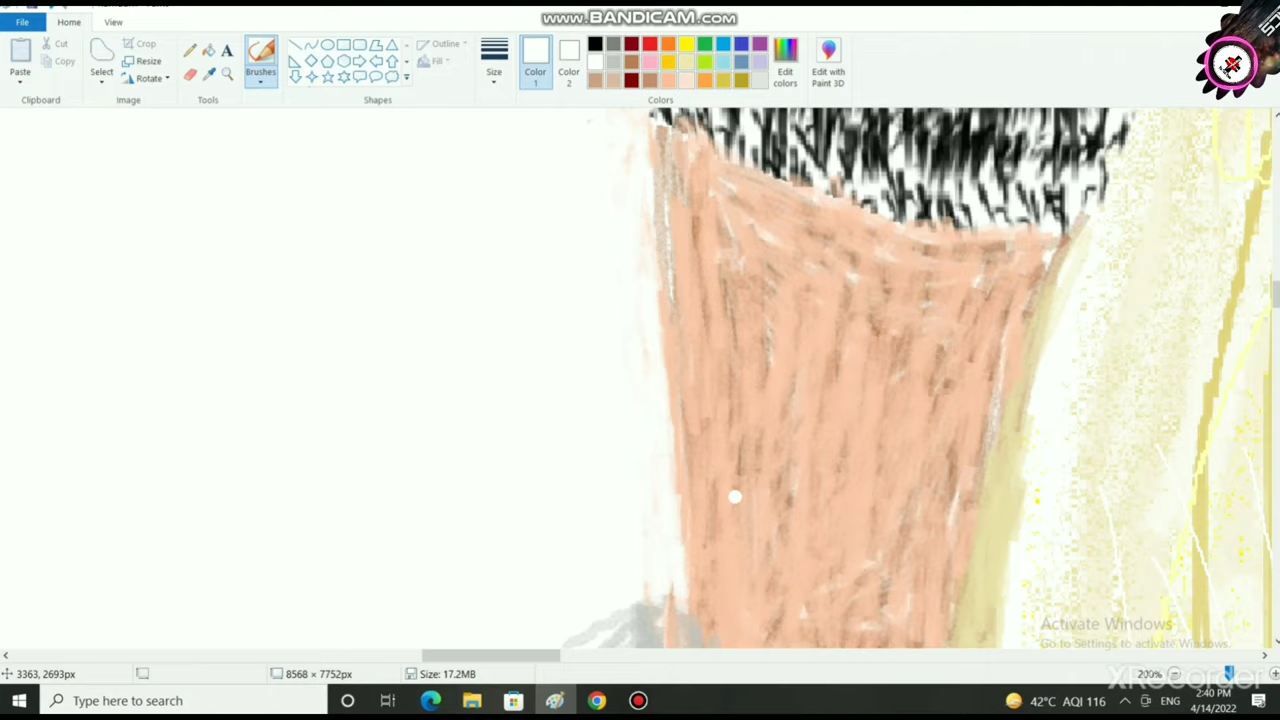 www.BANDICAM.com
File
Home
View
Paste
Cut
Copy
Clipboard
Select
Crop
Resize
Rotate
Image
A
Tools
Brushes
Shapes
Outline
Fill
Size
Color
1
Color
2
Colors
Edit
colors
Edit with
Paint 3D
Activate Windows
Go to Settings to activate Windows.
3363, 2693px
8568 × 7752px
Size: 17.2MB
200%
XRecorder
Type here to search
42°C AQI 116
ENG
2:40 PM
4/14/2022